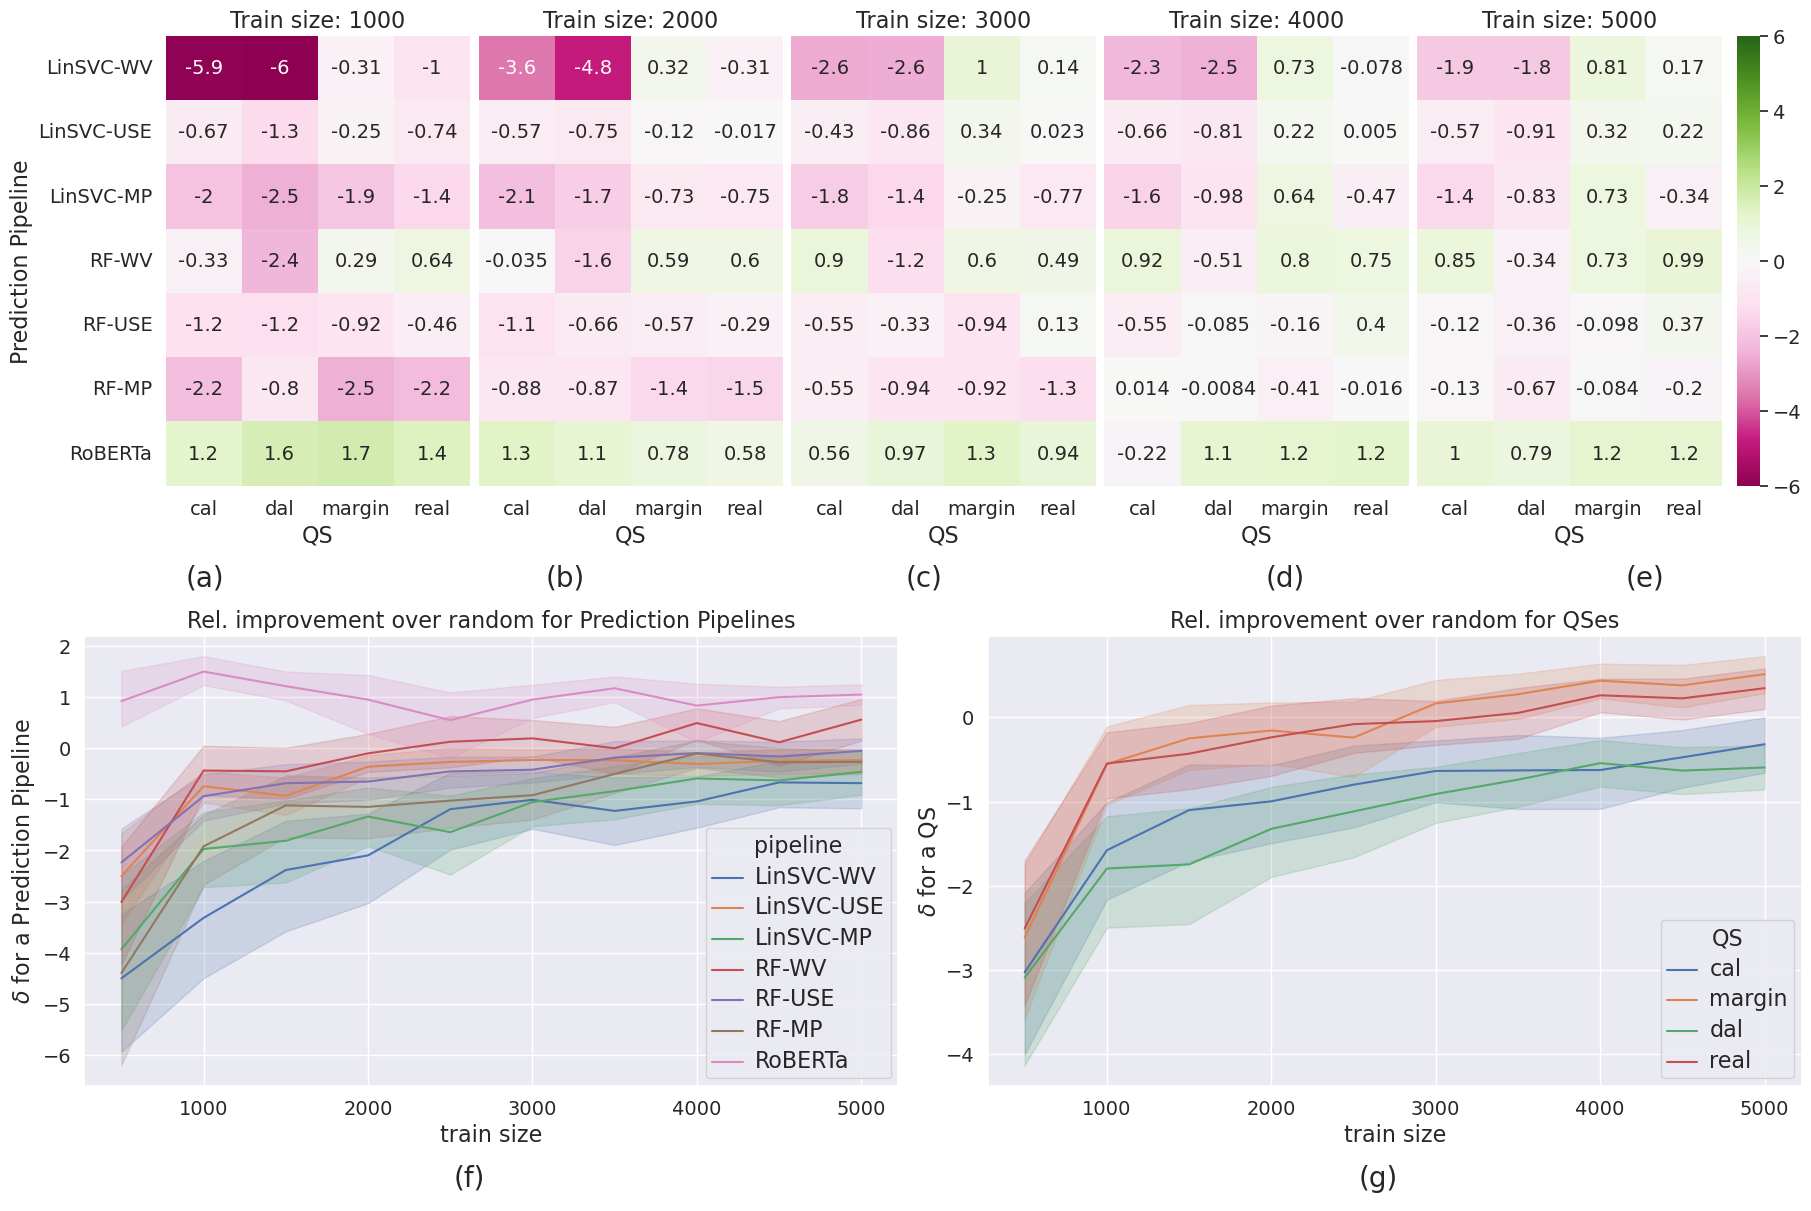 Train size: 1000 Train size: 2000 Train size: 3000 Train size: 4000 Train size: 5000
Prediction Pipeline
LinSVC-WV -5.9 -6 -0.31 -1 -3.6 -4.8 0.32 -0.31 -2.6 -2.6 1 0.14 -2.3 -2.5 0.73 -0.078 -1.9 -1.8 0.81 0.17
LinSVC-USE -0.67 -1.3 -0.25 -0.74 -0.57 -0.75 -0.12 -0.017 -0.43 -0.86 0.34 0.023 -0.66 -0.81 0.22 0.005 -0.57 -0.91 0.32 0.22
LinSVC-MP -2 -2.5 -1.9 -1.4 -2.1 -1.7 -0.73 -0.75 -1.8 -1.4 -0.25 -0.77 -1.6 -0.98 0.64 -0.47 -1.4 -0.83 0.73 -0.34
RF-WV -0.33 -2.4 0.29 0.64 -0.035 -1.6 0.59 0.6 0.9 -1.2 0.6 0.49 0.92 -0.51 0.8 0.75 0.85 -0.34 0.73 0.99
RF-USE -1.2 -1.2 -0.92 -0.46 -1.1 -0.66 -0.57 -0.29 -0.55 -0.33 -0.94 0.13 -0.55 -0.085 -0.16 0.4 -0.12 -0.36 -0.098 0.37
RF-MP -2.2 -0.8 -2.5 -2.2 -0.88 -0.87 -1.4 -1.5 -0.55 -0.94 -0.92 -1.3 0.014 -0.0084 -0.41 -0.016 -0.13 -0.67 -0.084 -0.2
RoBERTa 1.2 1.6 1.7 1.4 1.3 1.1 0.78 0.58 0.56 0.97 1.3 0.94 -0.22 1.1 1.2 1.2 1 0.79 1.2 1.2
cal dal margin real cal dal margin real cal dal margin real cal dal margin real cal dal margin real
QS QS QS QS QS
6
4
2
0
−2
−4
−6
(a) (b) (c) (d) (e)
Rel. improvement over random for Prediction Pipelines
δ for a Prediction Pipeline
2
1
0
−1
−2
−3
−4
−5
−6
pipeline
LinSVC-WV
LinSVC-USE
LinSVC-MP
RF-WV
RF-USE
RF-MP
RoBERTa
1000 2000 3000 4000 5000
train size
(f)
Rel. improvement over random for QSes
δ for a QS
0
−1
−2
−3
−4
QS
cal
margin
dal
real
1000 2000 3000 4000 5000
train size
(g)